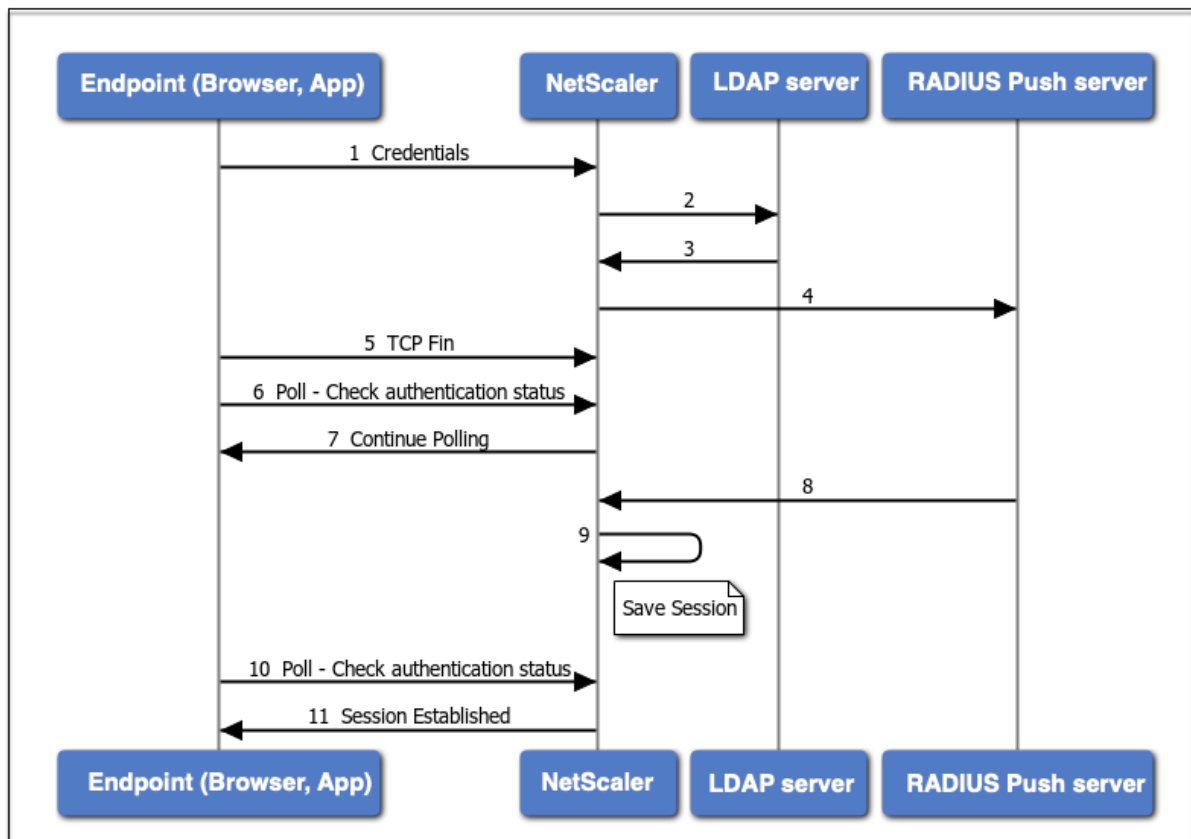 Endpoint (Browser, App)
NetScaler
LDAP server
RADIUS Push server
1 Credentials
2
3
4
5 TCP Fin
6 Poll - Check authentication status
7 Continue Polling
8
9
Save Session
10 Poll - Check authentication status
11 Session Established
Endpoint (Browser, App)
NetScaler
LDAP server
RADIUS Push server